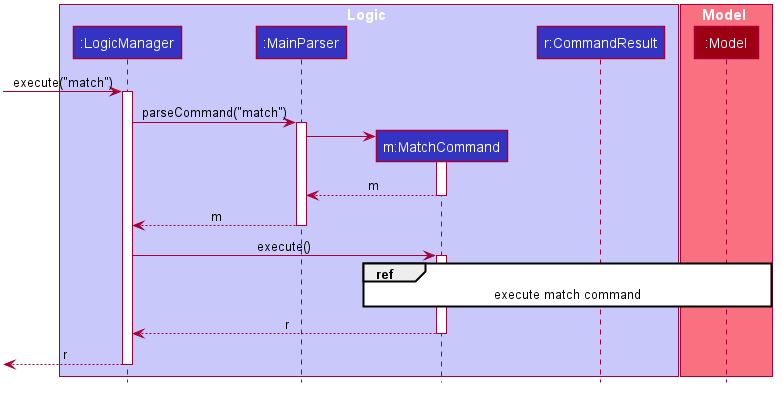 Logic
Model
:LogicManager
:MainParser
r:CommandResult
:Model
execute("match")
parseCommand("match")
m:MatchCommand
m
m
execute()
ref
execute match command
r
r